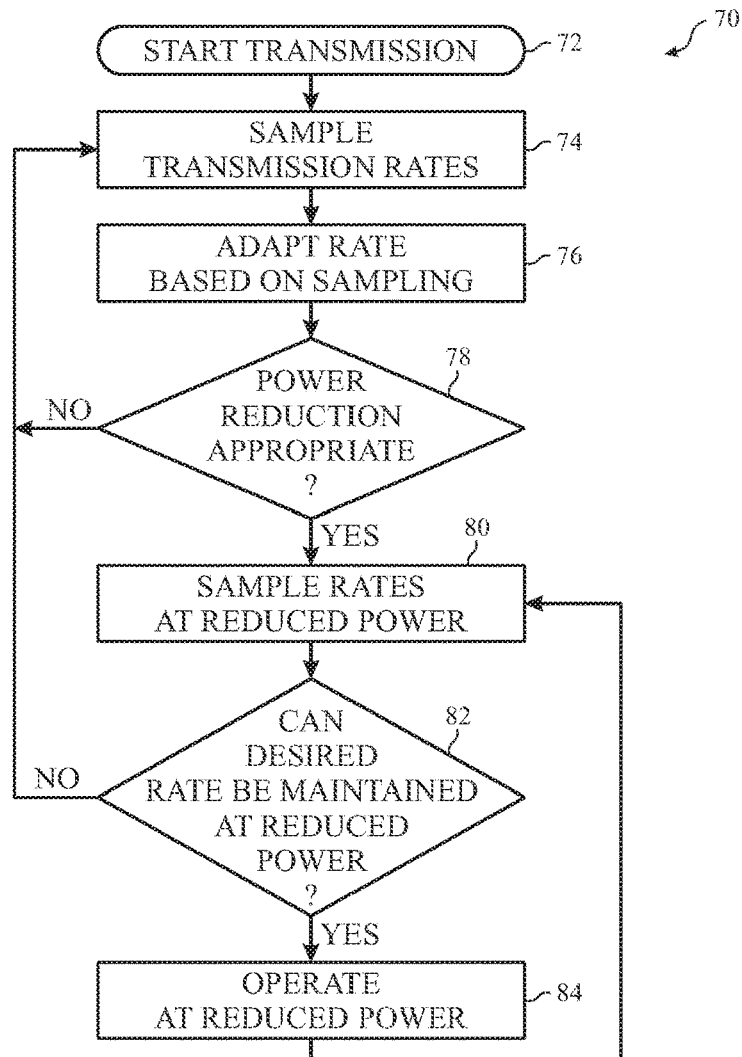 70
START TRANSMISSION
72
SAMPLE
TRANSMISSION RATES
74
ADAPT RATE
BASED ON SAMPLING
76
78
POWER
REDUCTION
APPROPRIATE
?
NO
YES
80
SAMPLE RATES
AT REDUCED POWER
82
CAN
DESIRED
RATE BE MAINTAINED
AT REDUCED
POWER
?
NO
YES
OPERATE
AT REDUCED POWER
84